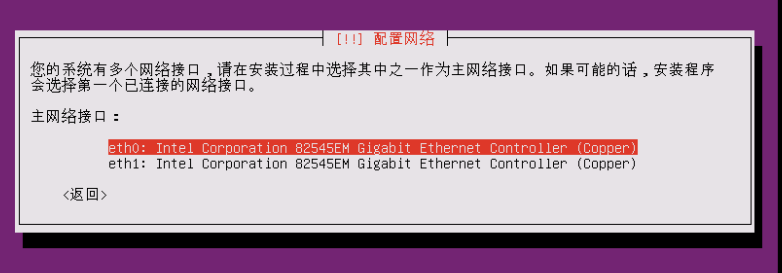 [!!] 配置网络
您的系统有多个网络接口,请在安装过程中选择其中之一作为主网络接口。如果可能的话,安装程序
会选择第一个已连接的网络接口。
主网络接口:
eth0: Intel Corporation 82545EM Gigabit Ethernet Controller (Copper)
eth1: Intel Corporation 82545EM Gigabit Ethernet Controller (Copper)
<返回>